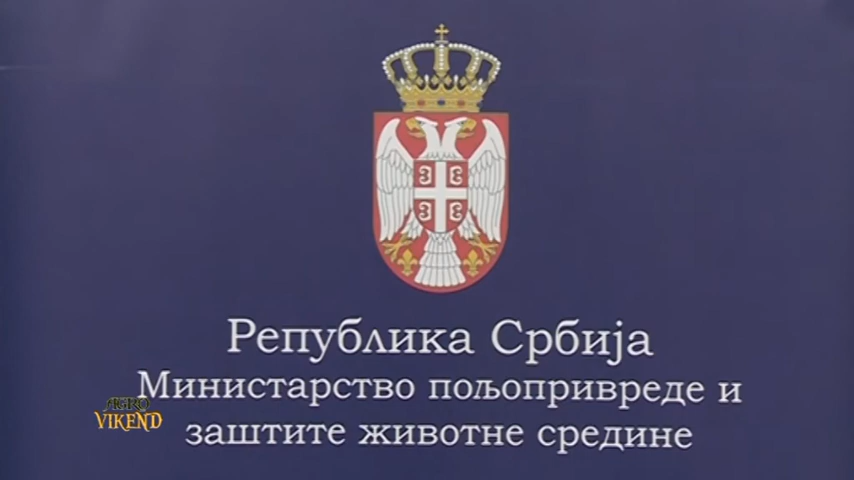 Република Србија
Министарство пољопривреде и
заштите животне средине
AGRO
VIKEND